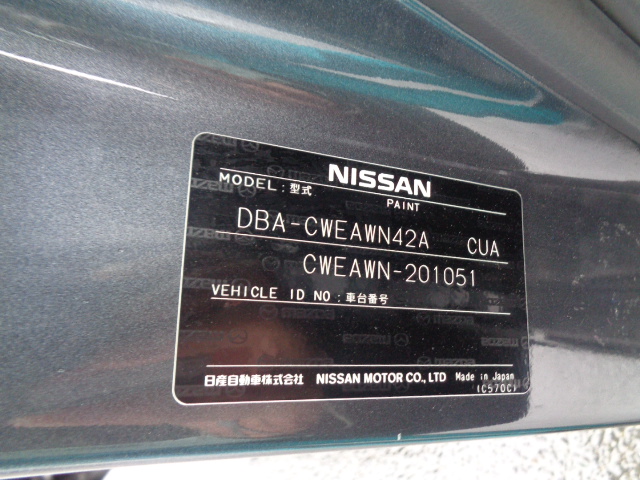 NISSAN
MODEL : 型式
PAINT
DBA-CWEAWN42A CUA
CWEAWN-201051
VEHICLE ID NO : 車台番号
日産自動車株式会社 NISSAN MOTOR CO., LTD Made in Japan
(C570C)